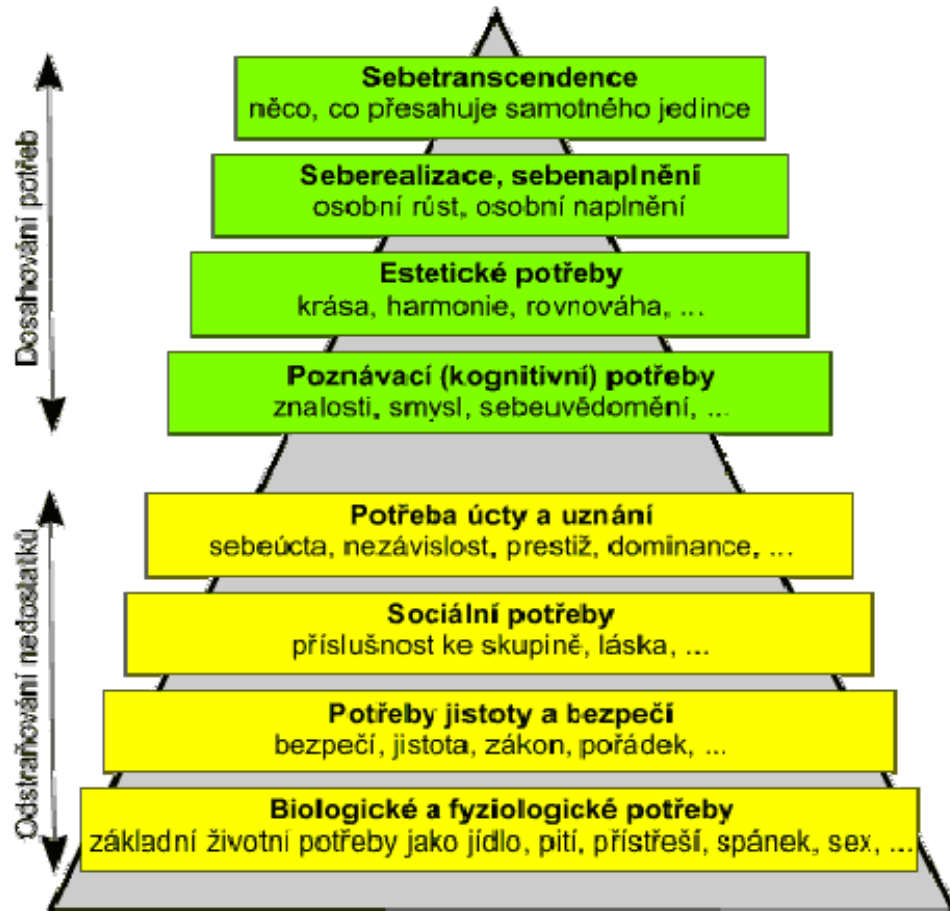 Sebetranscendence
něco, co přesahuje samotného jedince
Seberealizace, sebenaplnění
osobní růst, osobní naplnění
Estetické potřeby
krása, harmonie, rovnováha, ...
Poznávací (kognitivní) potřeby
znalosti, smysl, sebeuvědomění, ...
Dosahování potřeb
Potřeba úcty a uznání
sebeúcta, nezávislost, prestiž, dominance, ...
Sociální potřeby
příslušnost ke skupině, láska, ...
Potřeby jistoty a bezpečí
bezpečí, jistota, zákon, pořádek, ...
Biologické a fyziologické potřeby
základní životní potřeby jako jídlo, pití, přístřeší, spánek, sex, ...
Odstraňování nedostatků